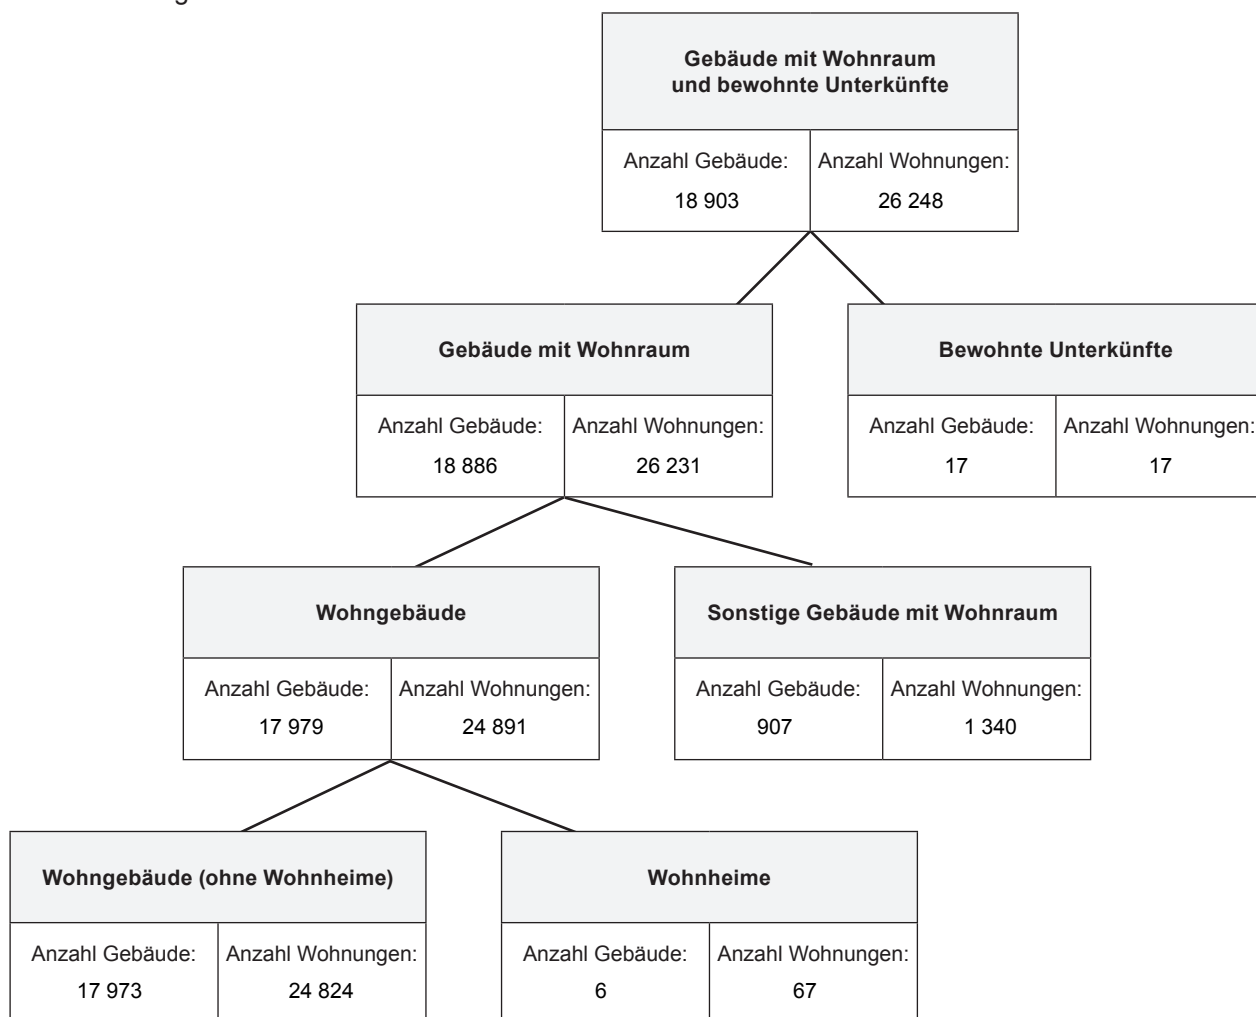 Gebäude mit Wohnraum
und bewohnte Unterkünfte
Anzahl Gebäude: Anzahl Wohnungen:
18 903 26 248
Gebäude mit Wohnraum
Anzahl Gebäude: Anzahl Wohnungen:
18 886 26 231
Bewohnte Unterkünfte
Anzahl Gebäude: Anzahl Wohnungen:
17 17
Wohngebäude
Anzahl Gebäude: Anzahl Wohnungen:
17 979 24 891
Sonstige Gebäude mit Wohnraum
Anzahl Gebäude: Anzahl Wohnungen:
907 1 340
Wohngebäude (ohne Wohnheime)
Anzahl Gebäude: Anzahl Wohnungen:
17 973 24 824
Wohnheime
Anzahl Gebäude: Anzahl Wohnungen:
6 67